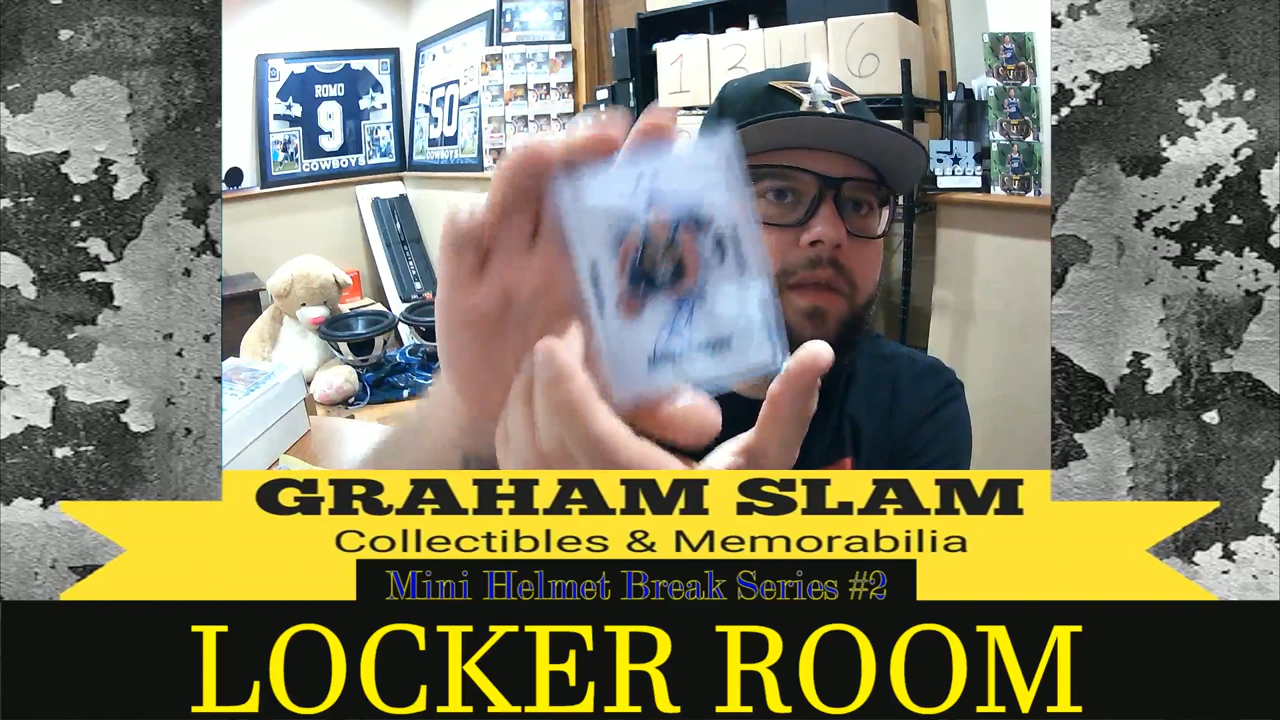 ROMO
9
COWBOYS
50
COWBOYS
50
1
3
4
6
GRAHAM SLAM
Collectibles & Memorabilia
Mini Helmet Break Series #2
LOCKER ROOM